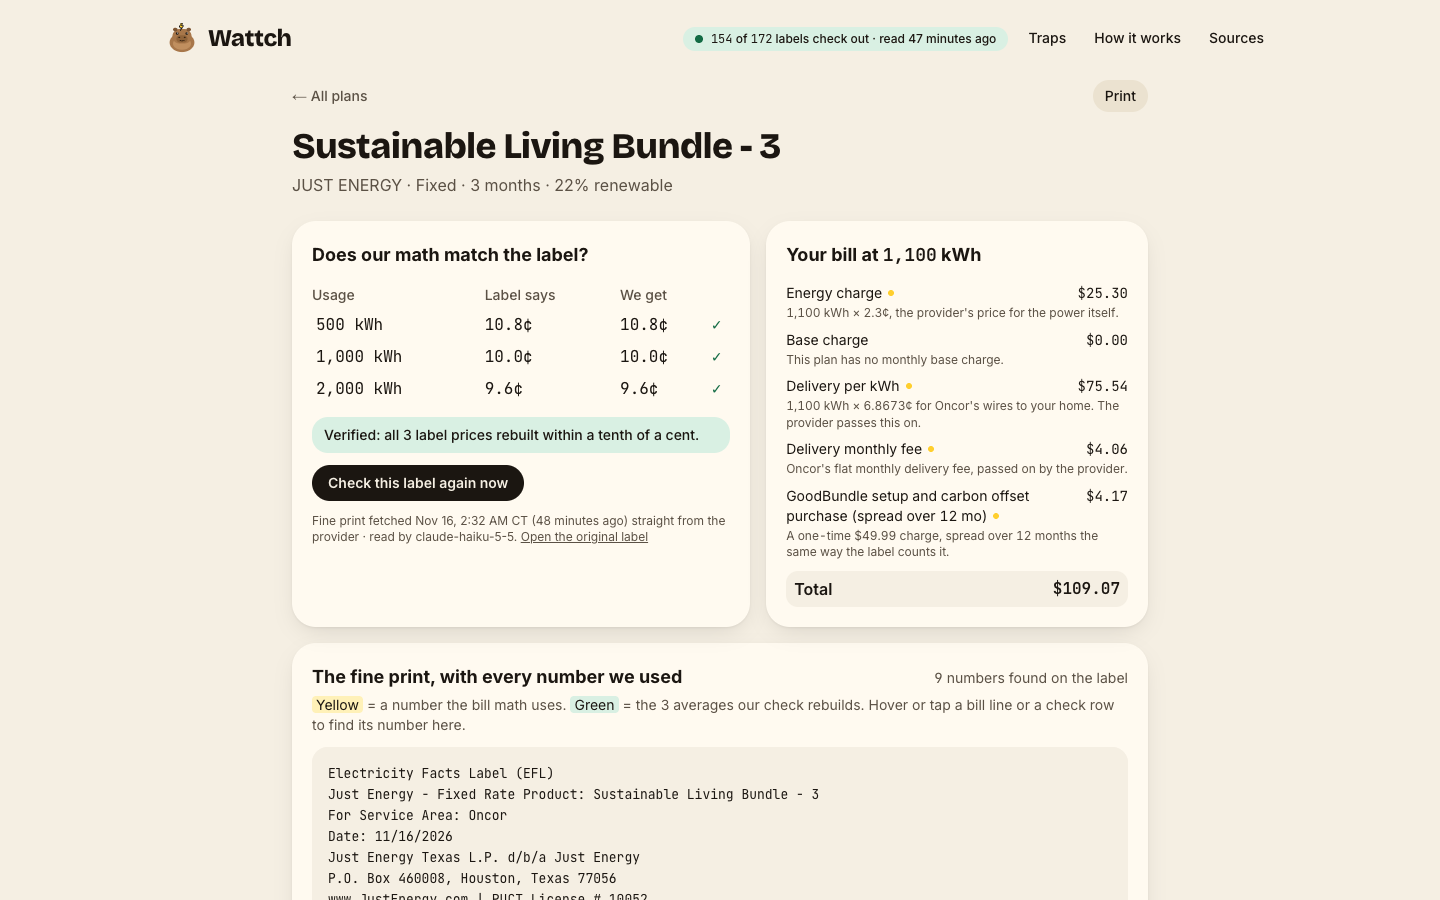 Wattch
154 of 172 labels check out · read 47 minutes ago
Traps
How it works
Sources
← All plans
Print
Sustainable Living Bundle - 3
JUST ENERGY · Fixed · 3 months · 22% renewable
Does our math match the label?
Usage Label says We get
500 kWh 10.8¢ 10.8¢ ✓
1,000 kWh 10.0¢ 10.0¢ ✓
2,000 kWh 9.6¢ 9.6¢ ✓
Verified: all 3 label prices rebuilt within a tenth of a cent.
Check this label again now
Fine print fetched Nov 16, 2:32 AM CT (48 minutes ago) straight from the
provider · read by claude-haiku-5-5. Open the original label
Your bill at 1,100 kWh
Energy charge $25.30
1,100 kWh × 2.3¢, the provider's price for the power itself.
Base charge $0.00
This plan has no monthly base charge.
Delivery per kWh $75.54
1,100 kWh × 6.8673¢ for Oncor's wires to your home. The
provider passes this on.
Delivery monthly fee $4.06
Oncor's flat monthly delivery fee, passed on by the provider.
GoodBundle setup and carbon offset $4.17
purchase (spread over 12 mo)
A one-time $49.99 charge, spread over 12 months the
same way the label counts it.
Total $109.07
The fine print, with every number we used
9 numbers found on the label
Yellow = a number the bill math uses. Green = the 3 averages our check rebuilds. Hover or tap a bill line or a check row
to find its number here.
Electricity Facts Label (EFL)
Just Energy - Fixed Rate Product: Sustainable Living Bundle - 3
For Service Area: Oncor
Date: 11/16/2026
Just Energy Texas L.P. d/b/a Just Energy
P.O. Box 460008, Houston, Texas 77056
www.JustEnergy.com | PUCT License # 10052